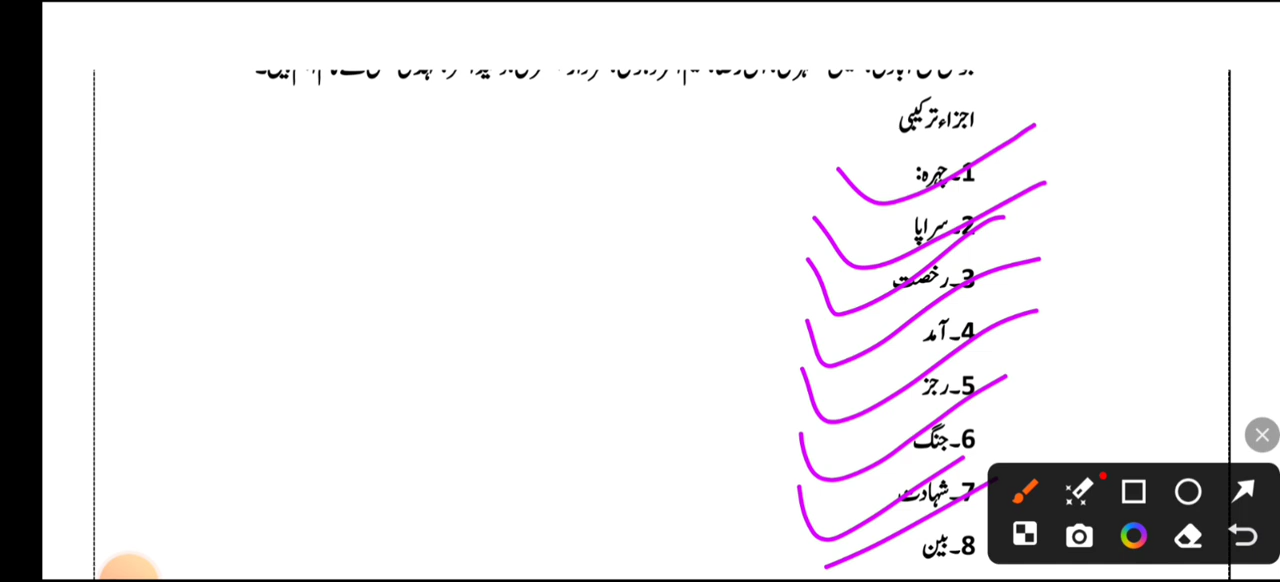 اجزاء ترکیبی
1۔چہرہ:
2۔سراپا
3۔رخصت
4۔آمد
5۔رجز
6۔جنگ
7۔شہادت
8۔بین